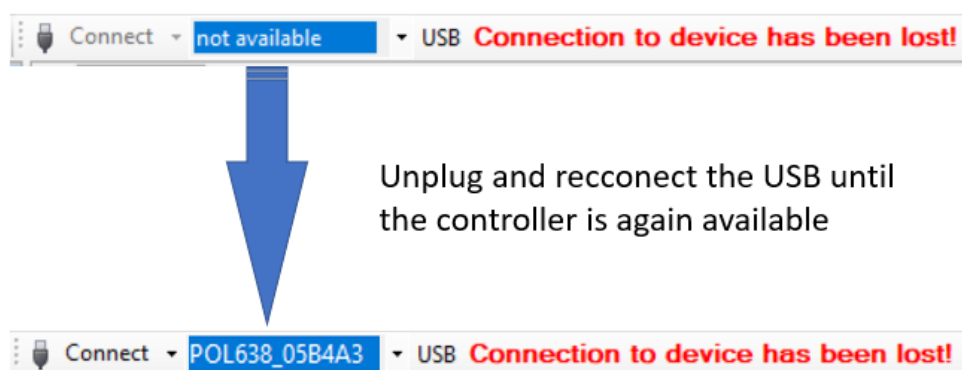 Connect not available USB Connection to device has been lost!
Unplug and recconect the USB until
the controller is again available
Connect POL638_05B4A3 USB Connection to device has been lost!